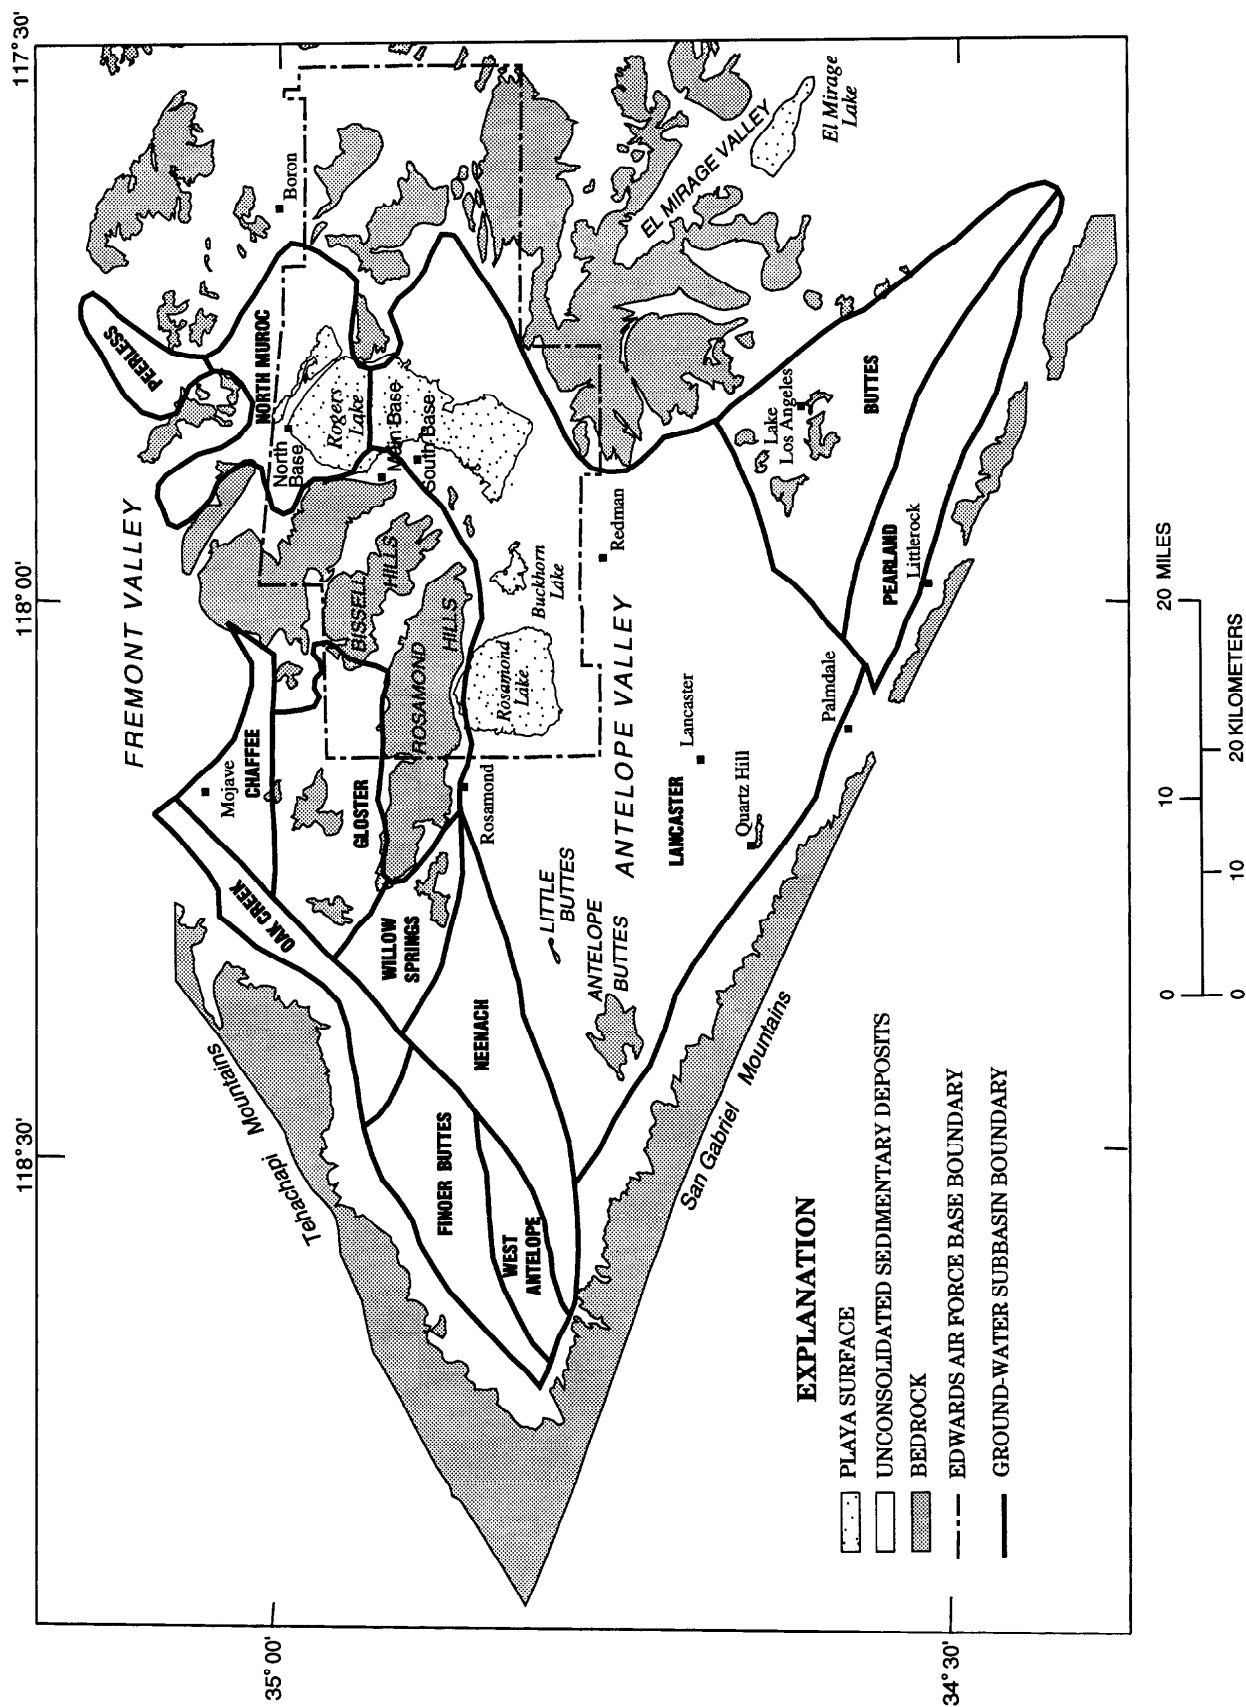 117° 30'
118° 00'
118° 30'
35° 00'
34° 30'
FREMONT VALLEY
PEERLESS
NORTH MUROC
Boron
North
Base
Rogers
Lake
Main Base
South Base
BISSELL
HILLS
ROSAMOND
HILLS
Mojave
CHAFFEE
GLOSTER
OAK CREEK
WILLOW
SPRINGS
Rosamond
Rosamond
Lake
Buckhorn
Lake
Redman
EL MIRAGE VALLEY
El Mirage
Lake
ANTELOPE VALLEY
LITTLE
BUTTES
ANTELOPE
BUTTES
NEENACH
FINGER BUTTES
WEST
ANTELOPE
Tehachapi Mountains
LANCASTER
Lancaster
Quartz Hill
Palmdale
PEARLAND
Littlerock
BUTTES
Lake
Los Angeles
San Gabriel Mountains
EXPLANATION
PLAYA SURFACE
UNCONSOLIDATED SEDIMENTARY DEPOSITS
BEDROCK
EDWARDS AIR FORCE BASE BOUNDARY
GROUND-WATER SUBBASIN BOUNDARY
0 10 20 MILES
0 10 20 KILOMETERS